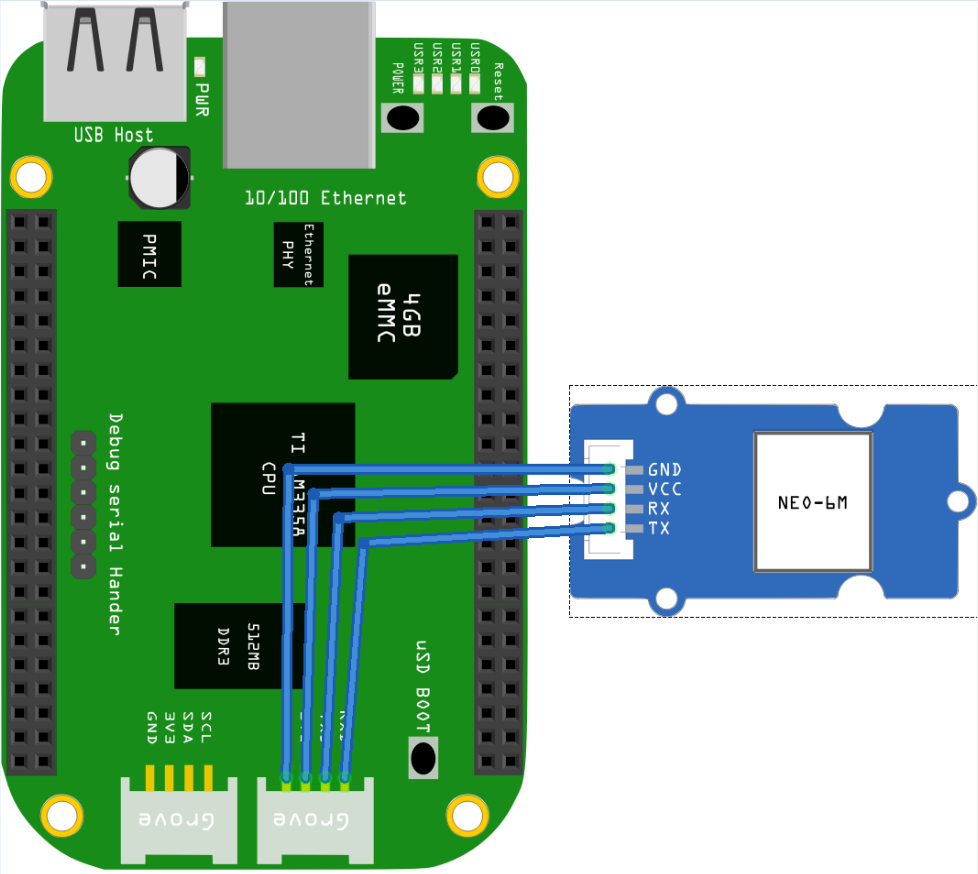 USR3
USR2
USR1
USR0
POWER
Reset
PWR
USB Host
10/100 Ethernet
PMIC
Ethernet
PHY
4GB
eMMC
Debug serial Hander
TI
CPU
GND
VCC
RX
TX
NEO-6M
512MB
DDR3
uSD BOOT
GND
3V3
SDA
SCL
Grove
Grove